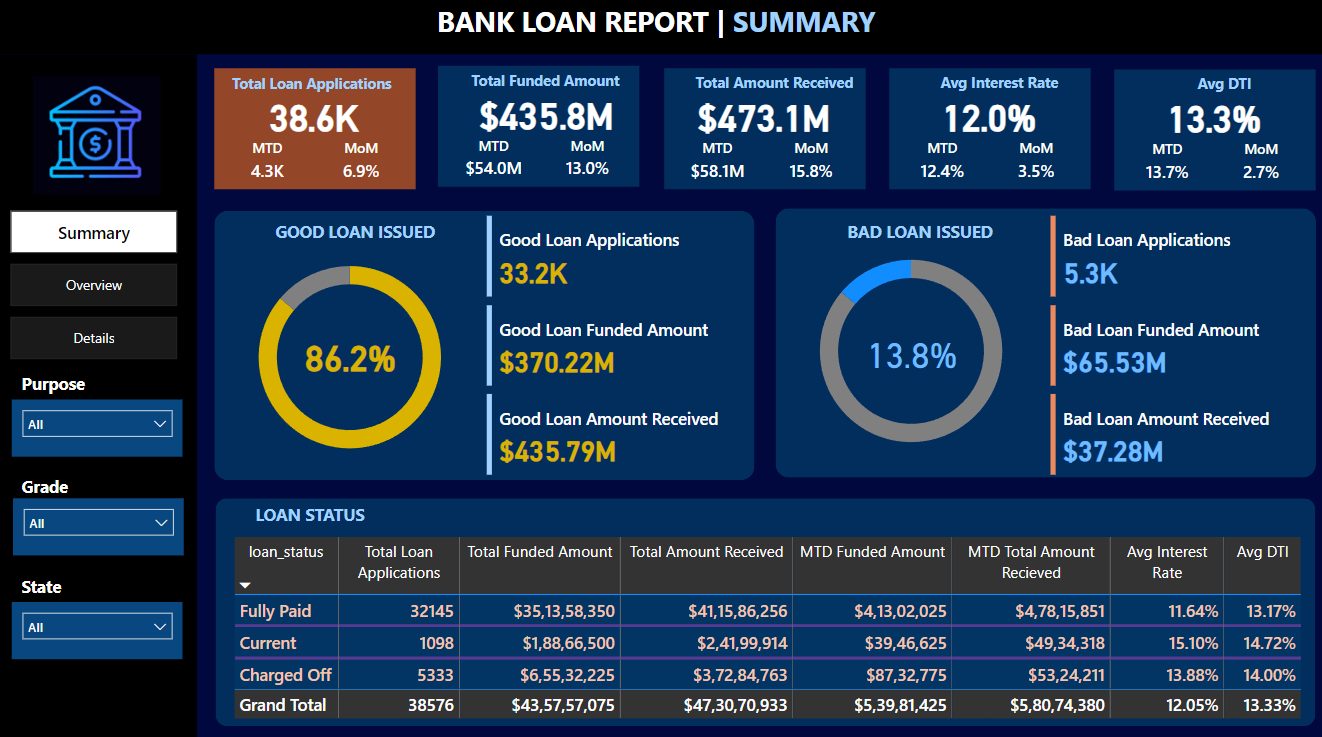 BANK LOAN REPORT | SUMMARY
$
Summary
Overview
Details
Purpose
All
Grade
All
State
All
Total Loan Applications
38.6K
MTD MoM
4.3K 6.9%
Total Funded Amount
$435.8M
MTD MoM
$54.0M 13.0%
Total Amount Received
$473.1M
MTD MoM
$58.1M 15.8%
Avg Interest Rate
12.0%
MTD MoM
12.4% 3.5%
Avg DTI
13.3%
MTD MoM
13.7% 2.7%
GOOD LOAN ISSUED
86.2%
Good Loan Applications
33.2K
Good Loan Funded Amount
$370.22M
Good Loan Amount Received
$435.79M
BAD LOAN ISSUED
13.8%
Bad Loan Applications
5.3K
Bad Loan Funded Amount
$65.53M
Bad Loan Amount Received
$37.28M
LOAN STATUS
loan_status Total Loan Applications Total Funded Amount Total Amount Received MTD Funded Amount MTD Total Amount Recieved Avg Interest Rate Avg DTI
Fully Paid 32145 $35,13,58,350 $41,15,86,256 $4,13,02,025 $4,78,15,851 11.64% 13.17%
Current 1098 $1,88,66,500 $2,41,99,914 $39,46,625 $49,34,318 15.10% 14.72%
Charged Off 5333 $6,55,32,225 $3,72,84,763 $87,32,775 $53,24,211 13.88% 14.00%
Grand Total 38576 $43,57,57,075 $47,30,70,933 $5,39,81,425 $5,80,74,380 12.05% 13.33%